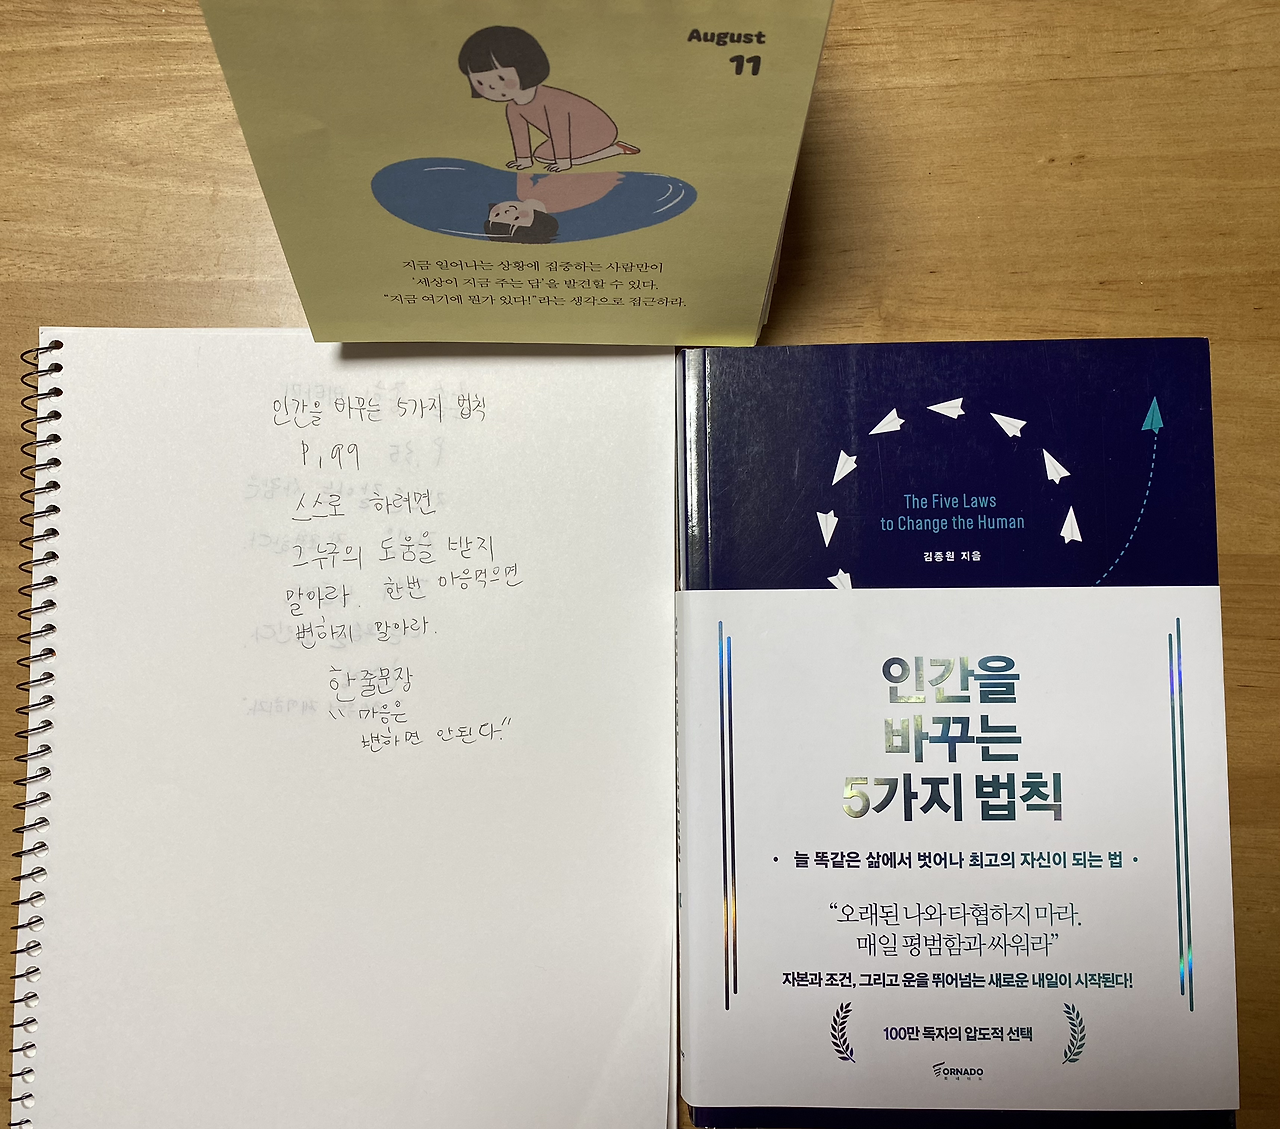 August
11
지금 일어나는 상황에 집중하는 사람만이
'세상이 지금 주는 답'을 발견할 수 있다.
"지금 여기에 뭔가 있다!"라는 생각으로 접근하라.
인간을 바꾸는 5가지 법칙
P.99
스스로 하려면
그 누구의 도움을 받지
말아라. 한번 마음먹으면
변하지 말아라.
한 줄 문장
"마음은
변하면 안된다."
The Five Laws
to Change the Human
김종원 지음
인간을
바꾸는
5가지 법칙
• 늘 똑같은 삶에서 벗어나 최고의 자신이 되는 법 •
"오래된 나와 타협하지 마라.
매일 평범함과 싸워라"
자본과 조건, 그리고 운을 뛰어넘는 새로운 내일이 시작된다!
100만 독자의 압도적 선택
TORNADO